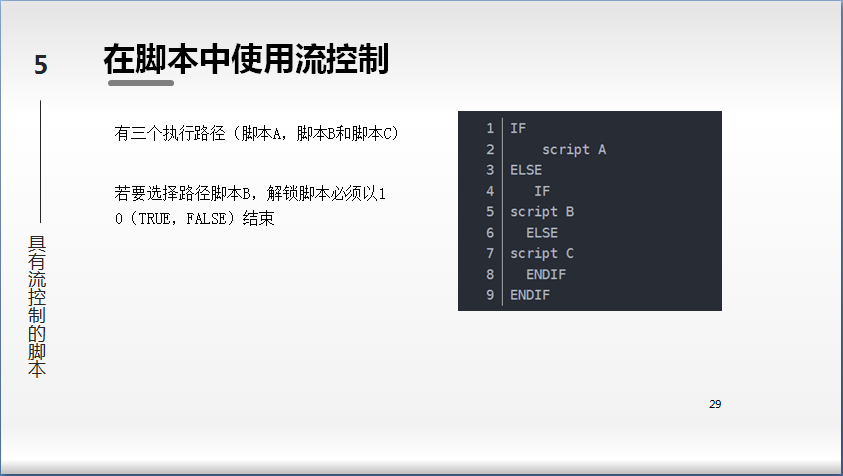 5
在脚本中使用流控制
具有流控制的脚本
有三个执行路径（脚本A，脚本B和脚本C）
若要选择路径脚本B，解锁脚本必须以1
0（TRUE，FALSE）结束
1 IF
2 script A
3 ELSE
4 IF
5 script B
6 ELSE
7 script C
8 ENDIF
9 ENDIF
29